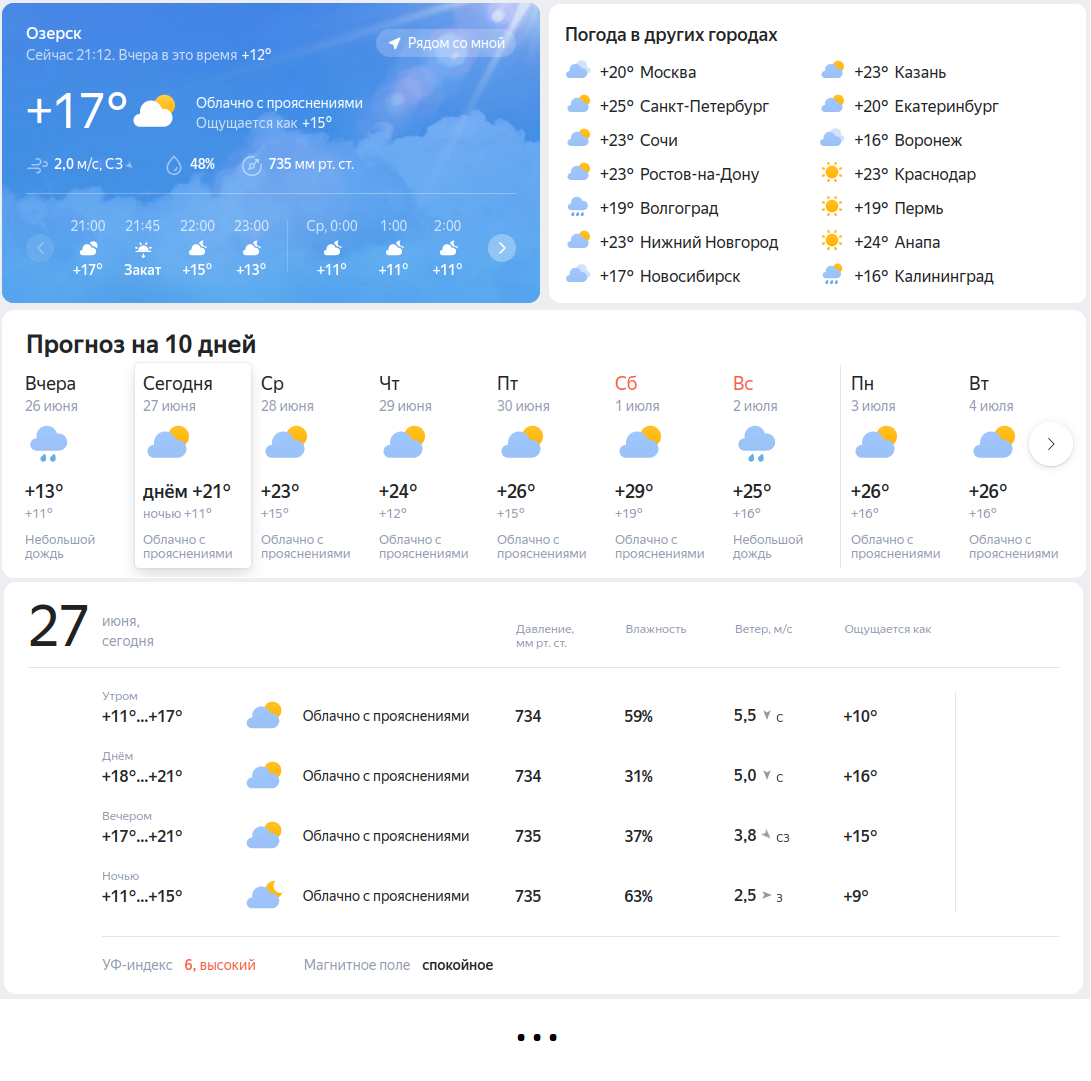 Озерск
Сейчас 21:12. Вчера в это время +12°
Рядом со мной
+17°
Облачно с прояснениями
Ощущается как +15°
2,0 м/с, СЗ
48%
735 мм рт. ст.
21:00 21:45 22:00 23:00 Ср, 0:00 1:00 2:00
+17° Закат +15° +13° +11° +11° +11°
Погода в других городах
+20° Москва
+25° Санкт-Петербург
+23° Сочи
+23° Ростов-на-Дону
+19° Волгоград
+23° Нижний Новгород
+17° Новосибирск
+23° Казань
+20° Екатеринбург
+16° Воронеж
+23° Краснодар
+19° Пермь
+24° Анапа
+16° Калининград
Прогноз на 10 дней
Вчера
26 июня
+13°
+11°
Небольшой
дождь
Сегодня
27 июня
днём +21°
ночью +11°
Облачно с
прояснениями
Ср
28 июня
+23°
+15°
Облачно с
прояснениями
Чт
29 июня
+24°
+12°
Облачно с
прояснениями
Пт
30 июня
+26°
+15°
Облачно с
прояснениями
Сб
1 июля
+29°
+19°
Облачно с
прояснениями
Вс
2 июля
+25°
+16°
Небольшой
дождь
Пн
3 июля
+26°
+16°
Облачно с
прояснениями
Вт
4 июля
+26°
+16°
Облачно с
прояснениями
27
июня,
сегодня
Давление,
мм рт. ст.
Влажность
Ветер, м/с
Ощущается как
Утром
+11°...+17° Облачно с прояснениями 734 59% 5,5 С +10°
Днём
+18°...+21° Облачно с прояснениями 734 31% 5,0 С +16°
Вечером
+17°...+21° Облачно с прояснениями 735 37% 3,8 СЗ +15°
Ночью
+11°...+15° Облачно с прояснениями 735 63% 2,5 З +9°
УФ-индекс 6, высокий Магнитное поле спокойное
...